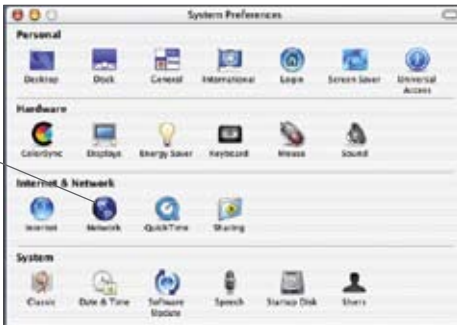 System Preferences
Personal
Desktop Dock General International Login Screen Saver Universal Access
Hardware
ColorSync Displays Energy Saver Keyboard Mouse Sound
Internet & Network
Internet Network QuickTime Sharing
System
Classic Date & Time Software Update Speech Startup Disk Users